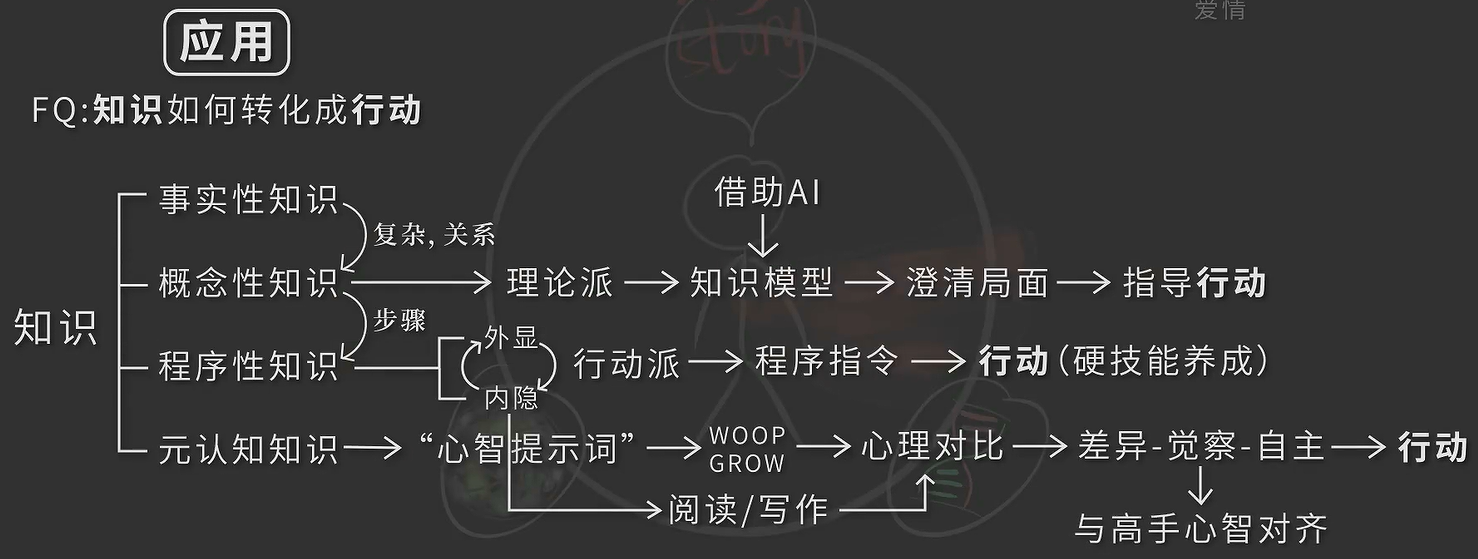 爱情
story
应用
FQ:知识如何转化成行动
知识
事实性知识
复杂, 关系
借助AI
概念性知识
理论派
知识模型
澄清局面
指导行动
步骤
程序性知识
外显
内隐
行动派
程序指令
行动(硬技能养成)
元认知知识
“心智提示词”
WOOP
GROW
心理对比
差异-觉察-自主
行动
阅读/写作
与高手心智对齐